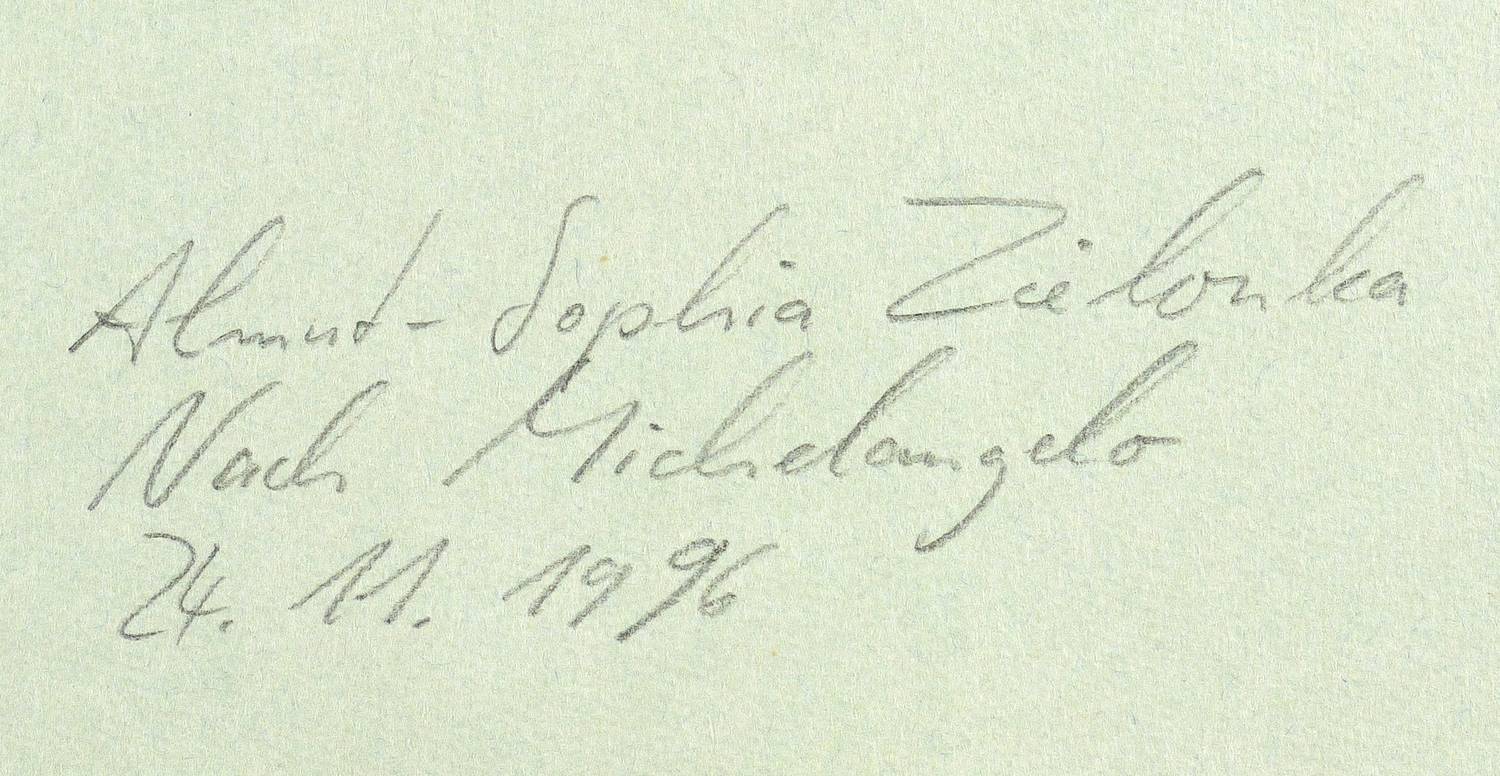 Almut-Sophia Zielonka
Nach Michelangelo
24. 11. 1996